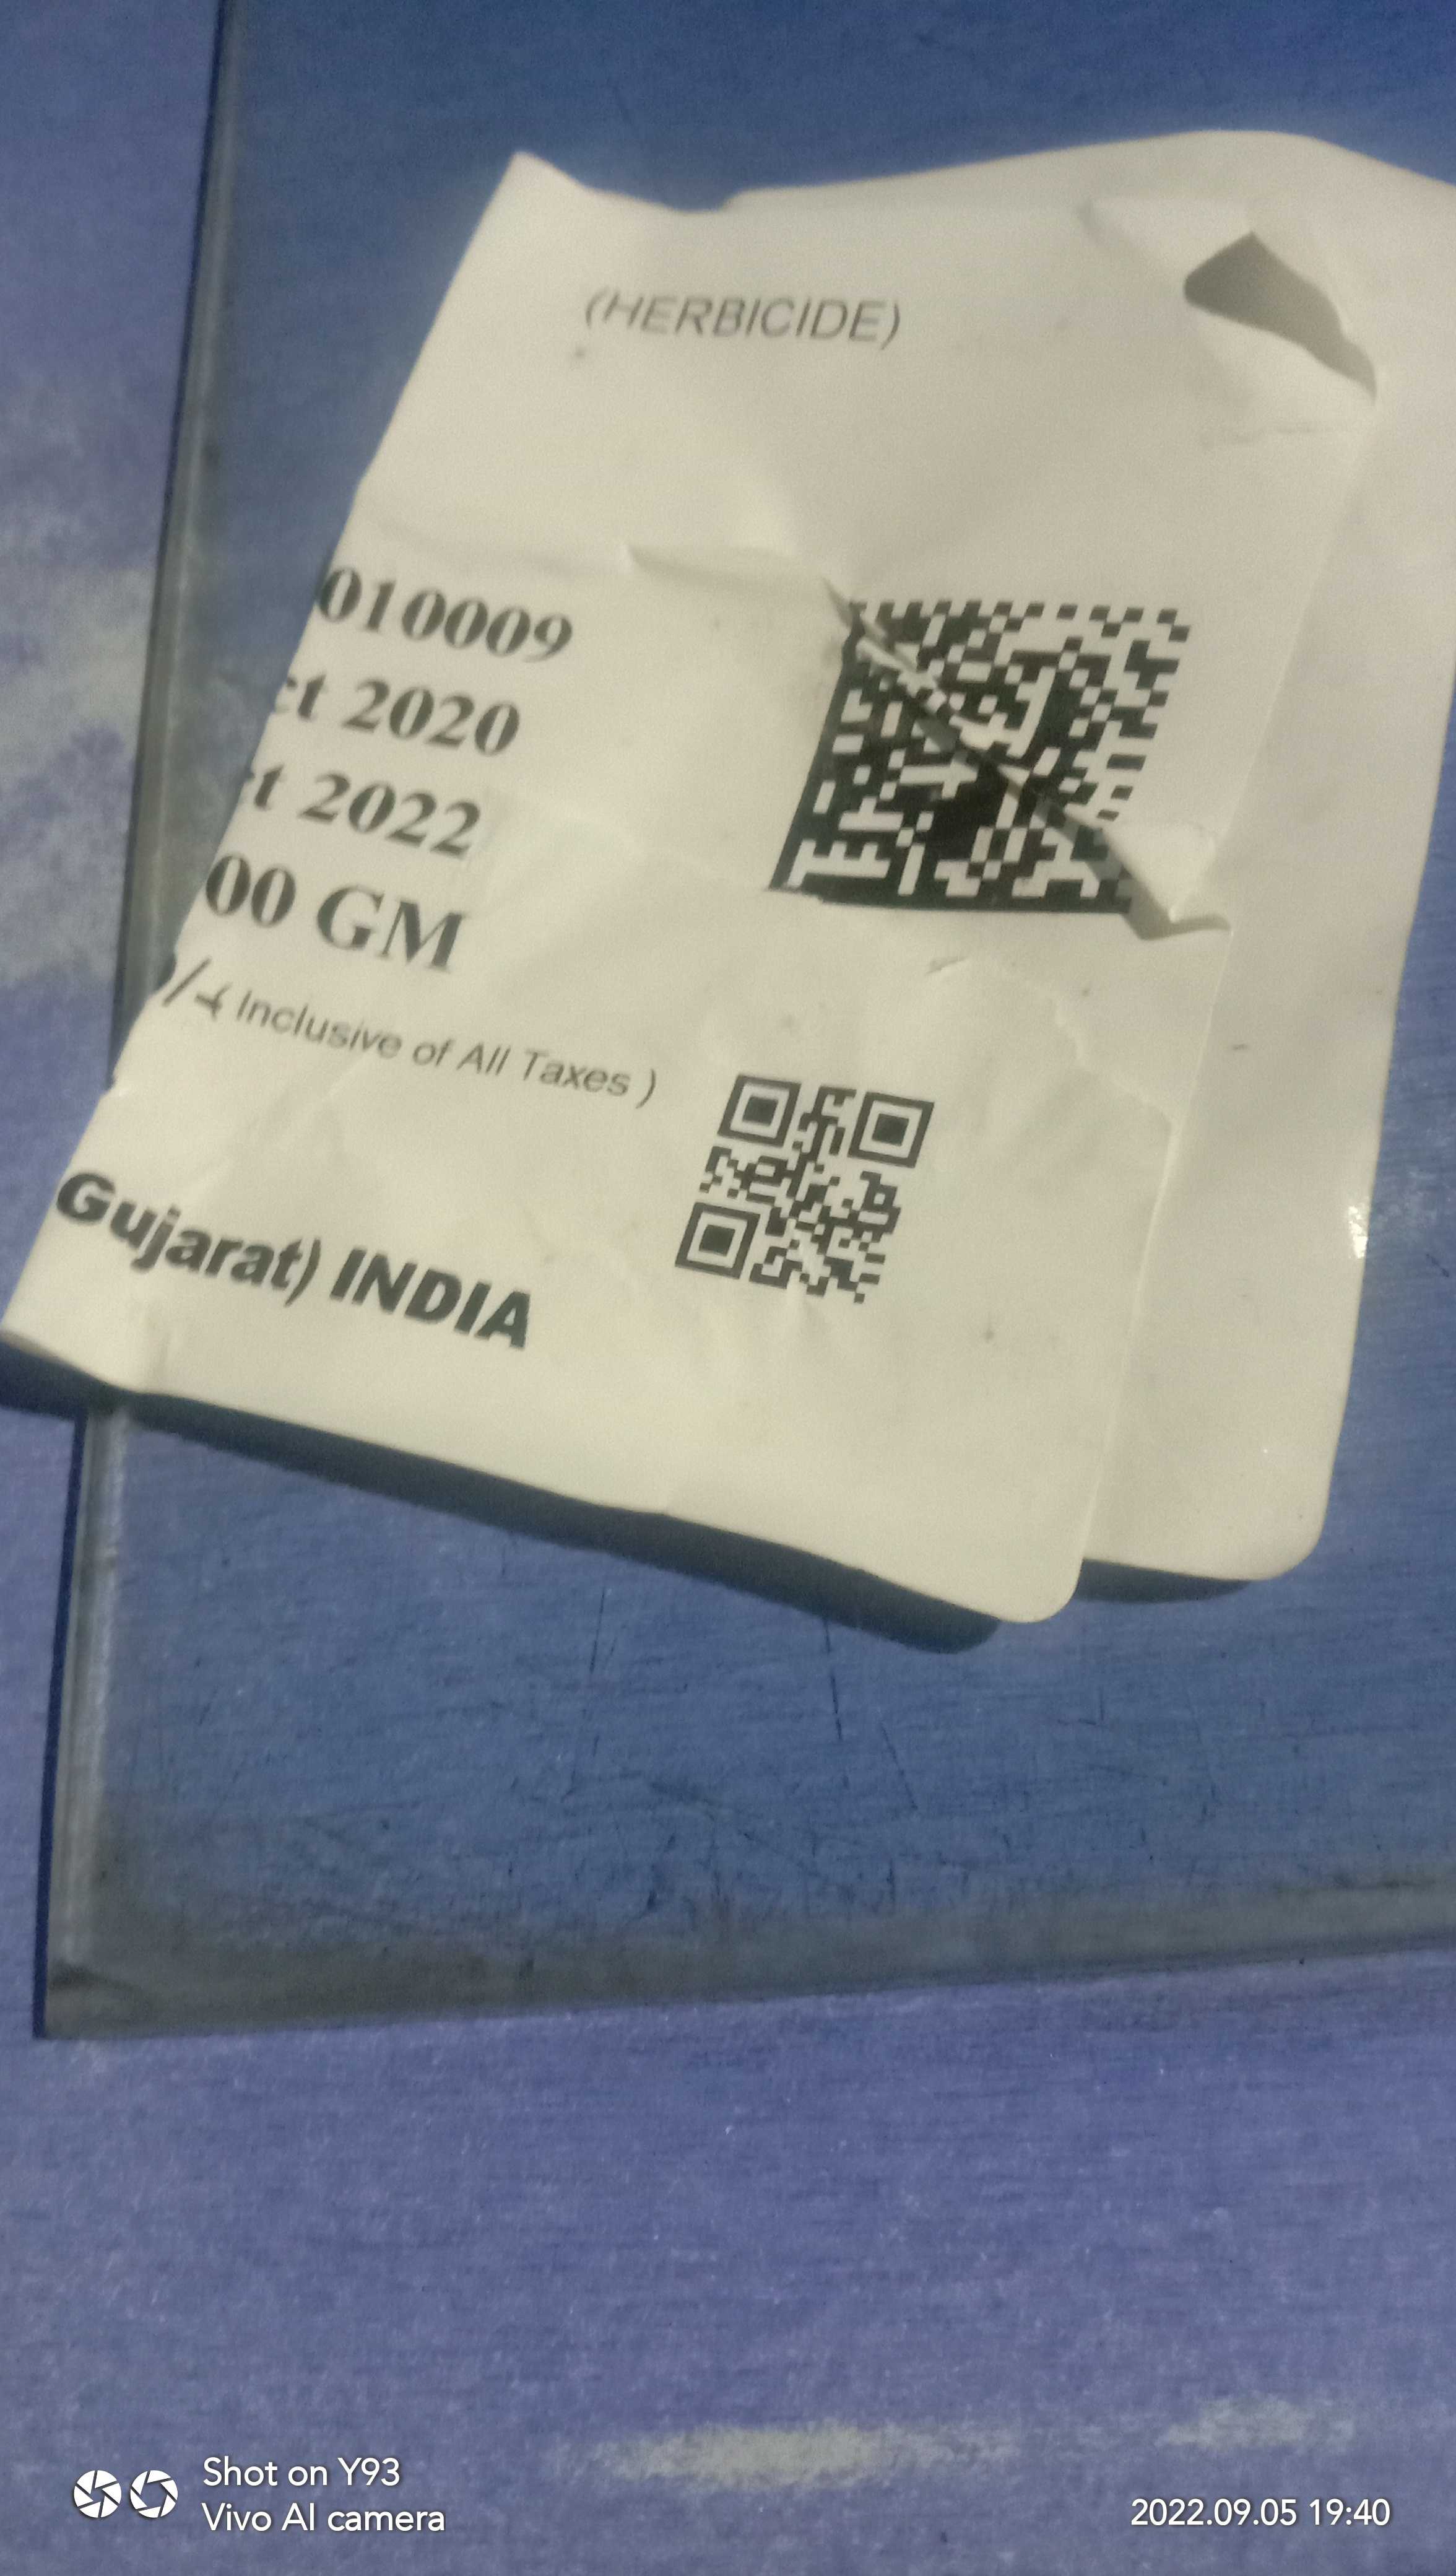 (HERBICIDE)
010009
ct 2020
ct 2022
00 GM
/-( Inclusive of All Taxes )
Gujarat) INDIA
Shot on Y93
Vivo AI camera
2022.09.05 19:40